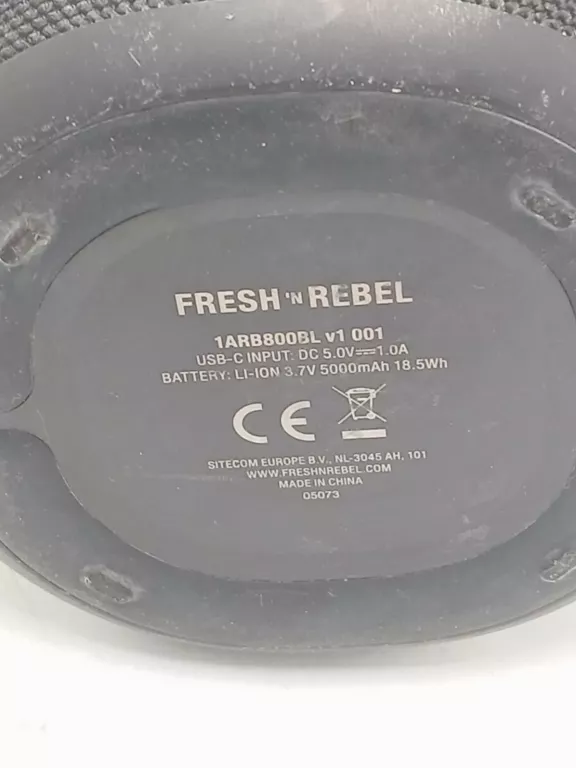 FRESH 'N REBEL
1ARB800BL v1 001
USB-C INPUT: DC 5.0V⎓1.0A
BATTERY: LI-ION 3.7V 5000mAh 18.5Wh
CE
SITECOM EUROPE B.V., NL-3045 AH, 101
WWW.FRESHNREBEL.COM
MADE IN CHINA
05073